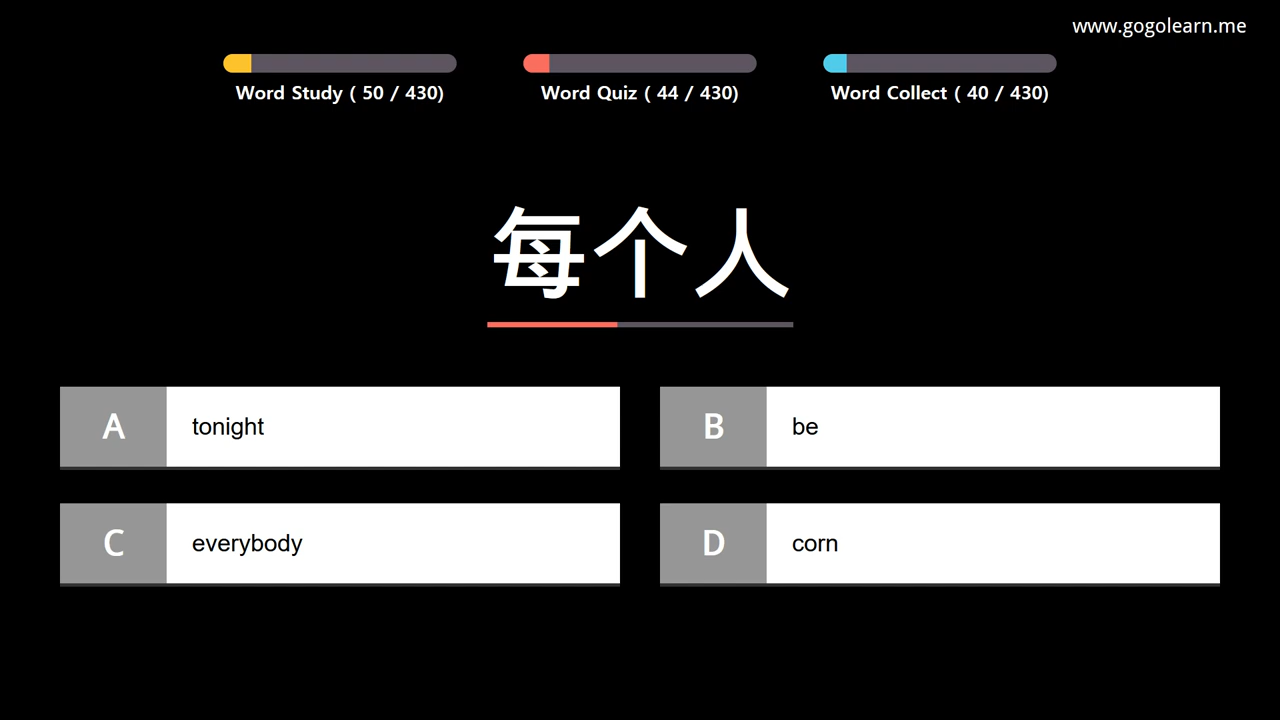 www.gogolearn.me
Word Study ( 50 / 430)
Word Quiz ( 44 / 430)
Word Collect ( 40 / 430)
每个人
A tonight
B be
C everybody
D corn